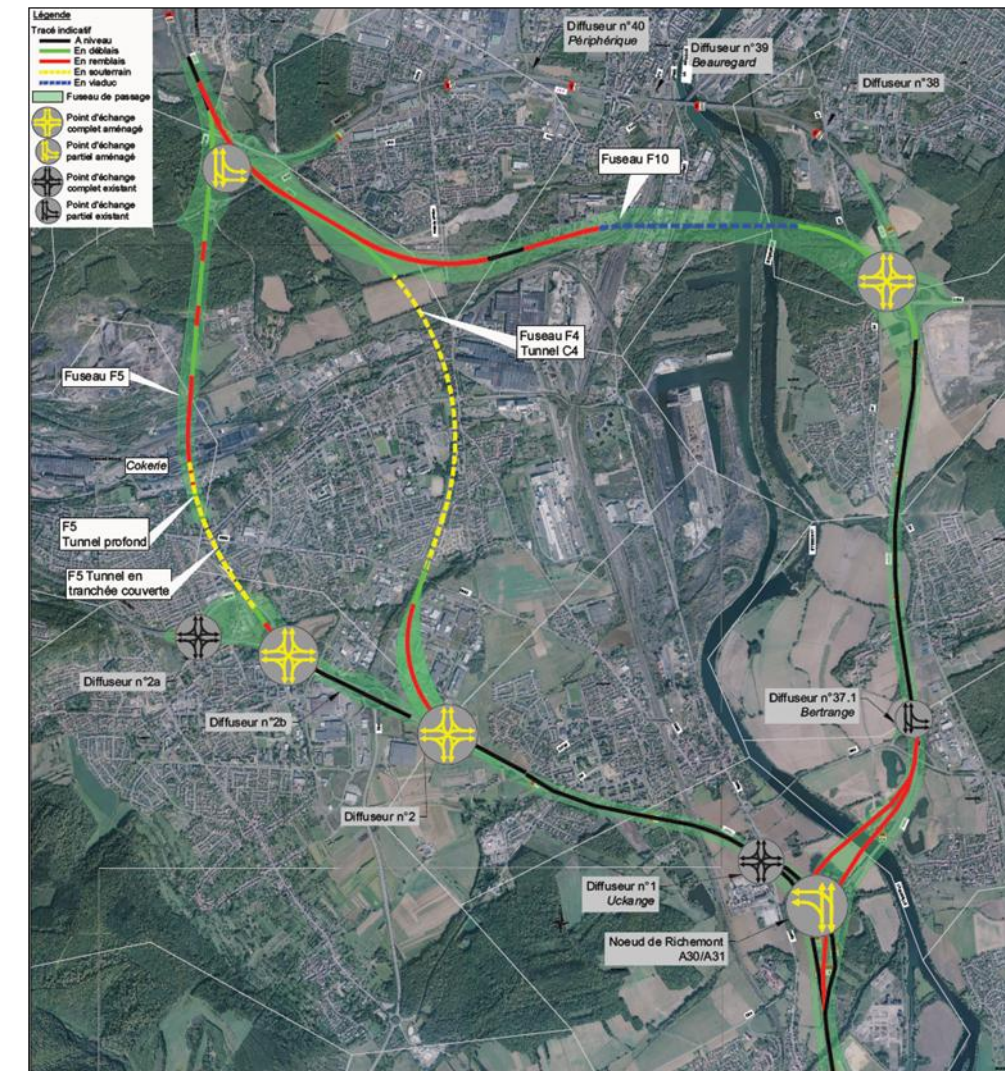 Légende
Tracé indicatif
A niveau
En déblais
En remblais
En souterrain
En viaduc
Fuseau de passage
Point d'échange
complet aménagé
Point d'échange
partiel aménagé
Point d'échange
complet existant
Point d'échange
partiel existant
Diffuseur n°40
Périphérique
Diffuseur n°39
Beauregard
Diffuseur n°38
Fuseau F10
Fuseau F4
Tunnel C4
Fuseau F5
Cokerie
F5
Tunnel profond
F5 Tunnel en
tranchée couverte
Diffuseur n°2a
Diffuseur n°2b
Diffuseur n°2
Diffuseur n°37.1
Bertrange
Diffuseur n°1
Uckange
Noeud de Richemont
A30/A31